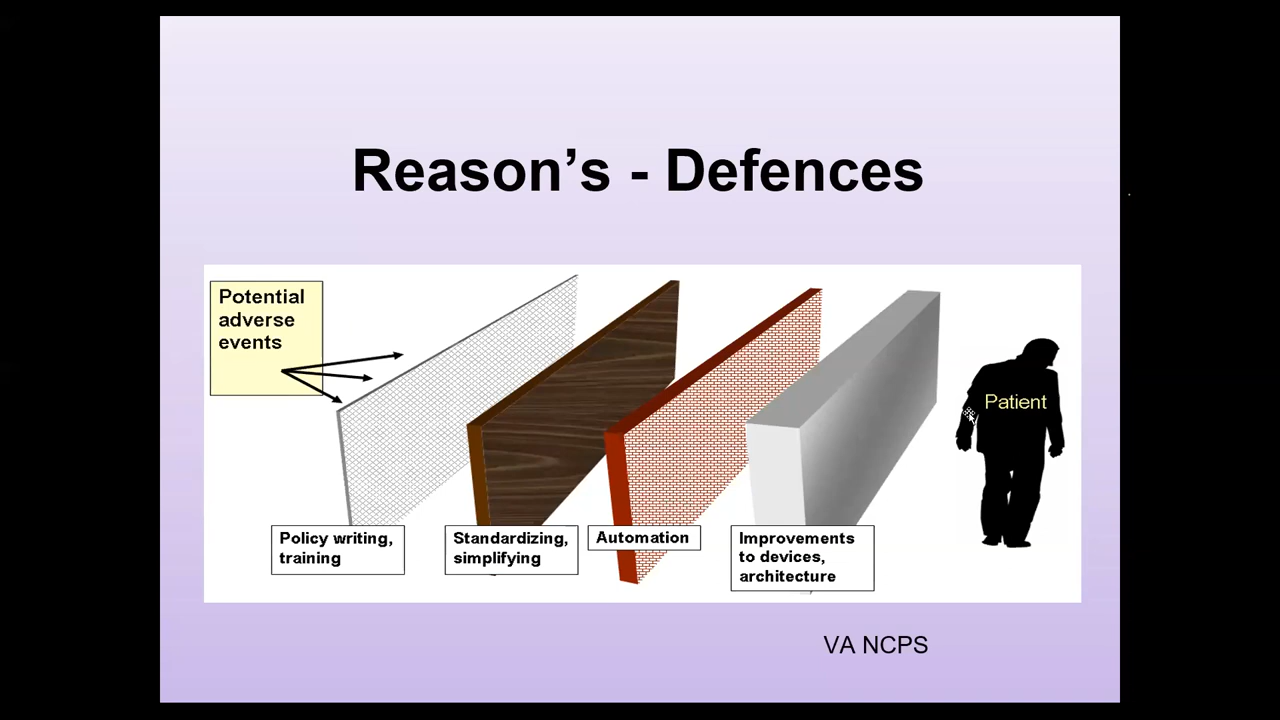 Reason’s - Defences
Potential
adverse
events
Patient
Policy writing,
training
Standardizing,
simplifying
Automation
Improvements
to devices,
architecture
VA NCPS